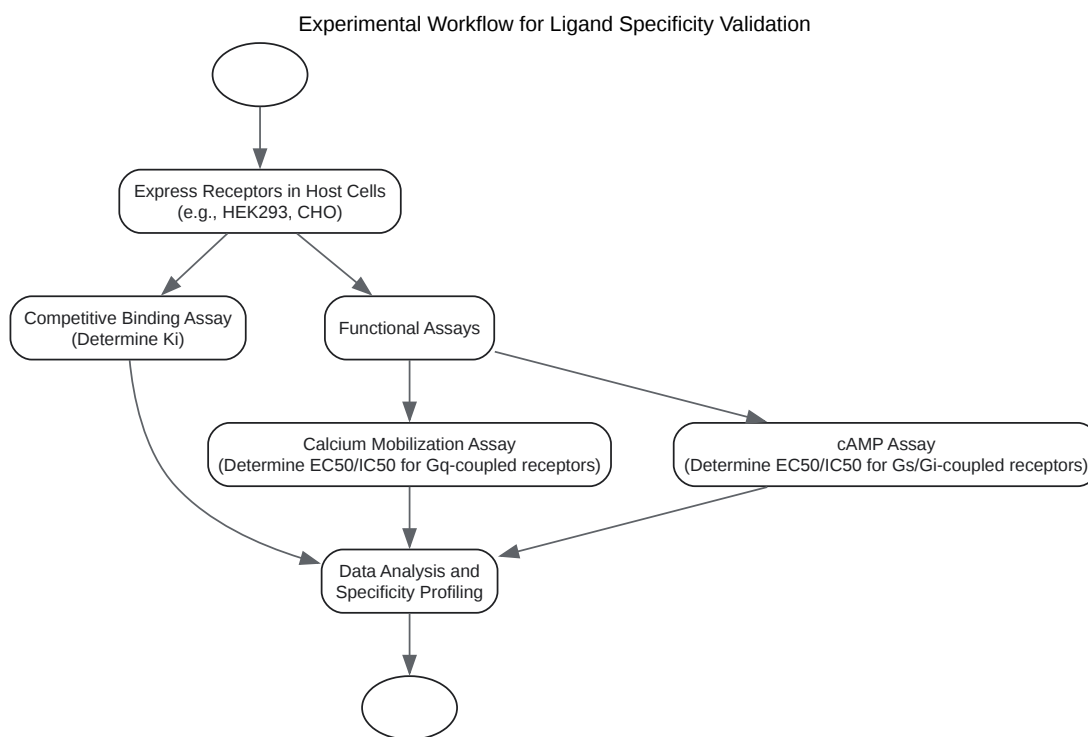 Experimental Workflow for Ligand Specificity Validation
Express Receptors in Host Cells
(e.g., HEK293, CHO)
Competitive Binding Assay
(Determine Ki)
Functional Assays
Calcium Mobilization Assay
(Determine EC50/IC50 for Gq-coupled receptors)
cAMP Assay
(Determine EC50/IC50 for Gs/Gi-coupled receptors)
Data Analysis and
Specificity Profiling